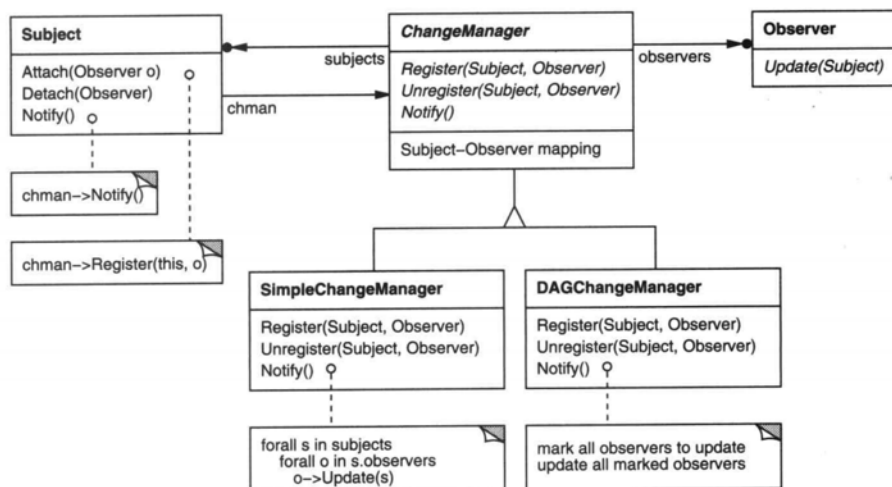 Subject
Attach(Observer o)
Detach(Observer)
Notify()
chman->Notify()
chman->Register(this, o)
subjects
chman
ChangeManager
Register(Subject, Observer)
Unregister(Subject, Observer)
Notify()
Subject-Observer mapping
observers
Observer
Update(Subject)
SimpleChangeManager
Register(Subject, Observer)
Unregister(Subject, Observer)
Notify()
forall s in subjects
forall o in s.observers
o->Update(s)
DAGChangeManager
Register(Subject, Observer)
Unregister(Subject, Observer)
Notify()
mark all observers to update
update all marked observers